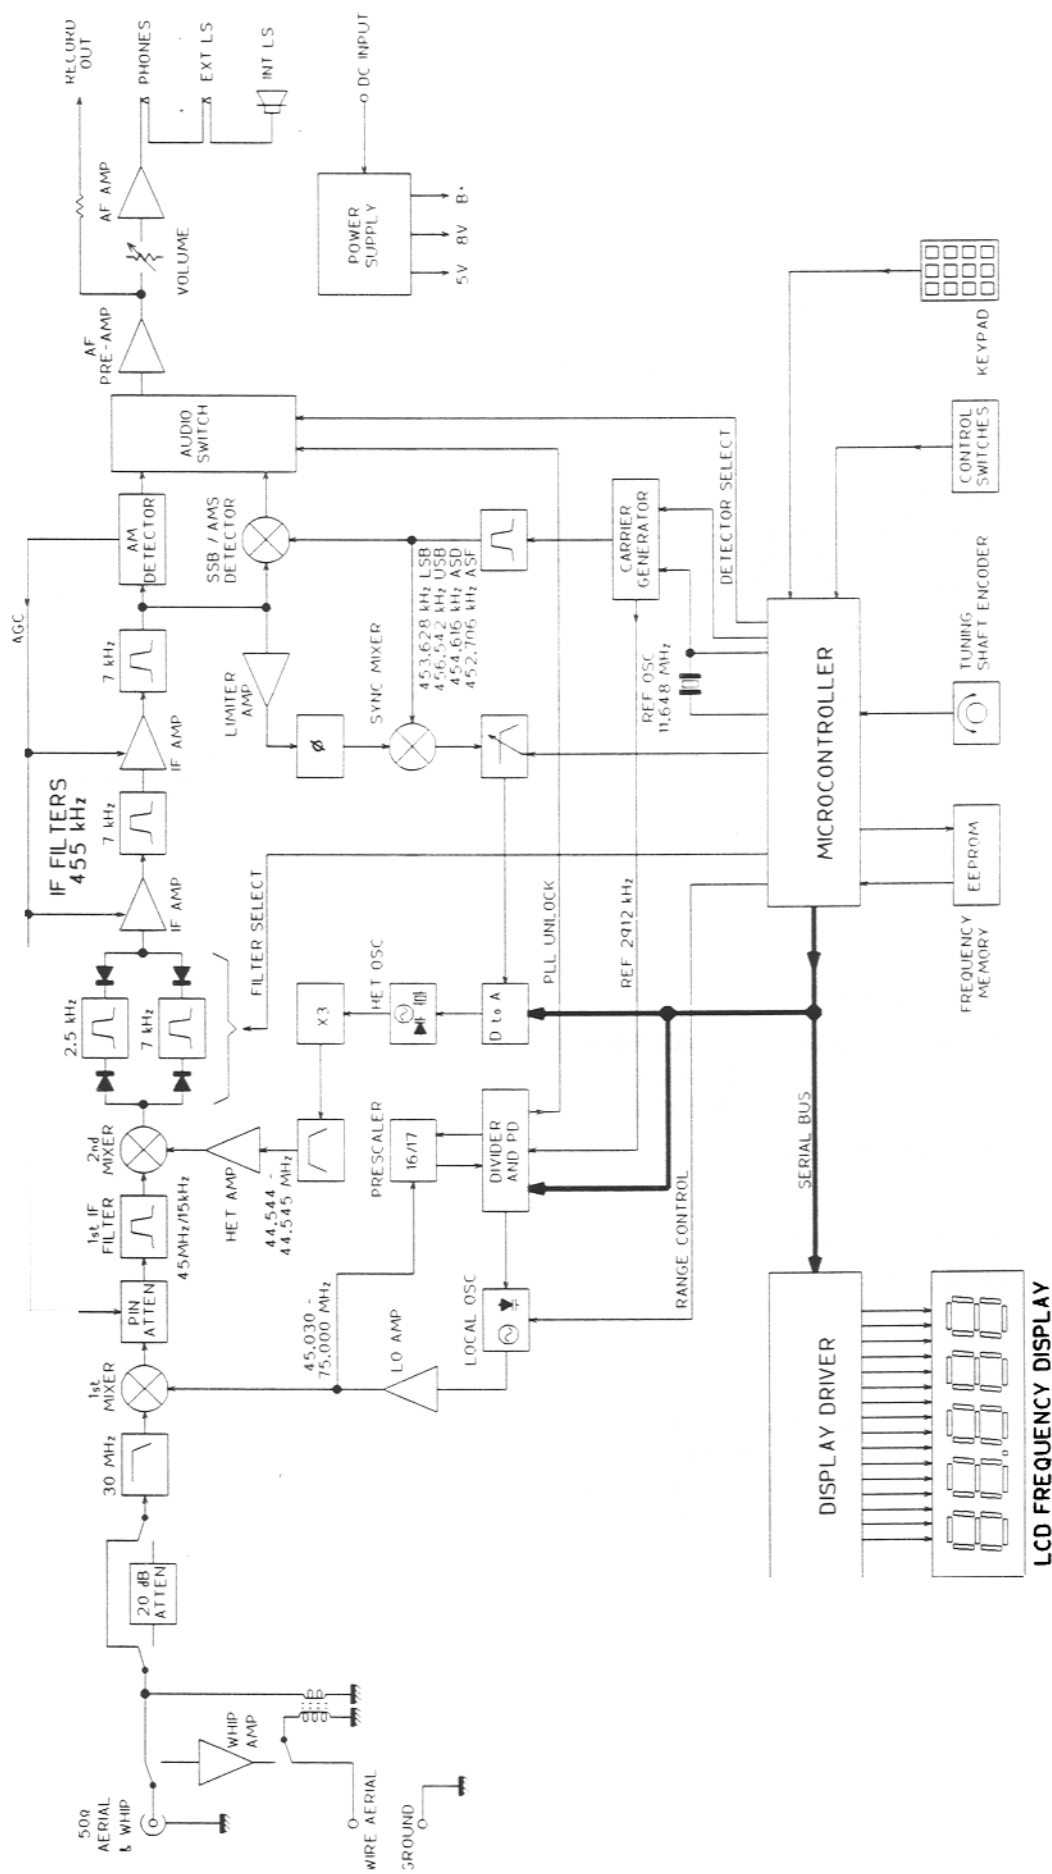 50Ω
AERIAL
& WHIP
WIRE AERIAL
GROUND
WHIP
AMP
20 dB
ATTEN
30 MHz
1st
MIXER
PIN
ATTEN
1st IF
FILTER
45MHz/15kHz
2nd
MIXER
2.5 kHz
7 kHz
IF AMP
IF FILTERS
455 kHz
7 kHz
IF AMP
7 kHz
AGC
AM
DETECTOR
AUDIO
SWITCH
AF
PRE-AMP
VOLUME
AF AMP
RECORD
OUT
PHONES
EXT LS
INT LS
DC INPUT
POWER
SUPPLY
5V
8V
B+
HET AMP
44.544 -
44.545 MHz
x3
HET OSC
FILTER SELECT
LIMITER
AMP
SSB / AMS
DETECTOR
ø
SYNC MIXER
453.628 kHz LSB
456.542 kHz USB
454.616 kHz ASD
452.706 kHz ASF
45.030 -
75.000 MHz
LO AMP
LOCAL OSC
PRESCALER
16/17
DIVIDER
AND PD
D to A
PLL UNLOCK
REF 2912 kHz
REF OSC
11.648 MHz
CARRIER
GENERATOR
DETECTOR SELECT
RANGE CONTROL
SERIAL BUS
MICROCONTROLLER
DISPLAY DRIVER
LCD FREQUENCY DISPLAY
FREQUENCY
MEMORY
EEPROM
TUNING
SHAFT ENCODER
CONTROL
SWITCHES
KEYPAD